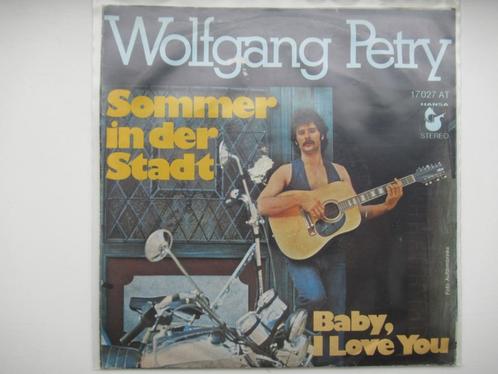 Wolfgang Petry
17 027 AT
HANSA
STEREO
Sommer
in der
Stadt
Baby,
I Love You